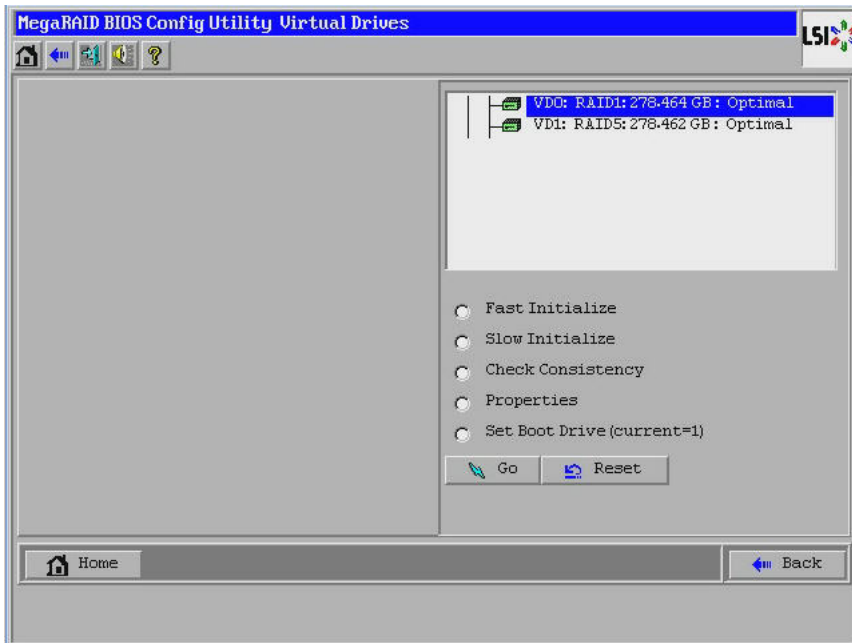 MegaRAID BIOS Config Utility Virtual Drives
LSI
VD0: RAID1: 278.464 GB: Optimal
VD1: RAID5: 278.462 GB: Optimal
Fast Initialize
Slow Initialize
Check Consistency
Properties
Set Boot Drive (current=1)
Go
Reset
Home
Back